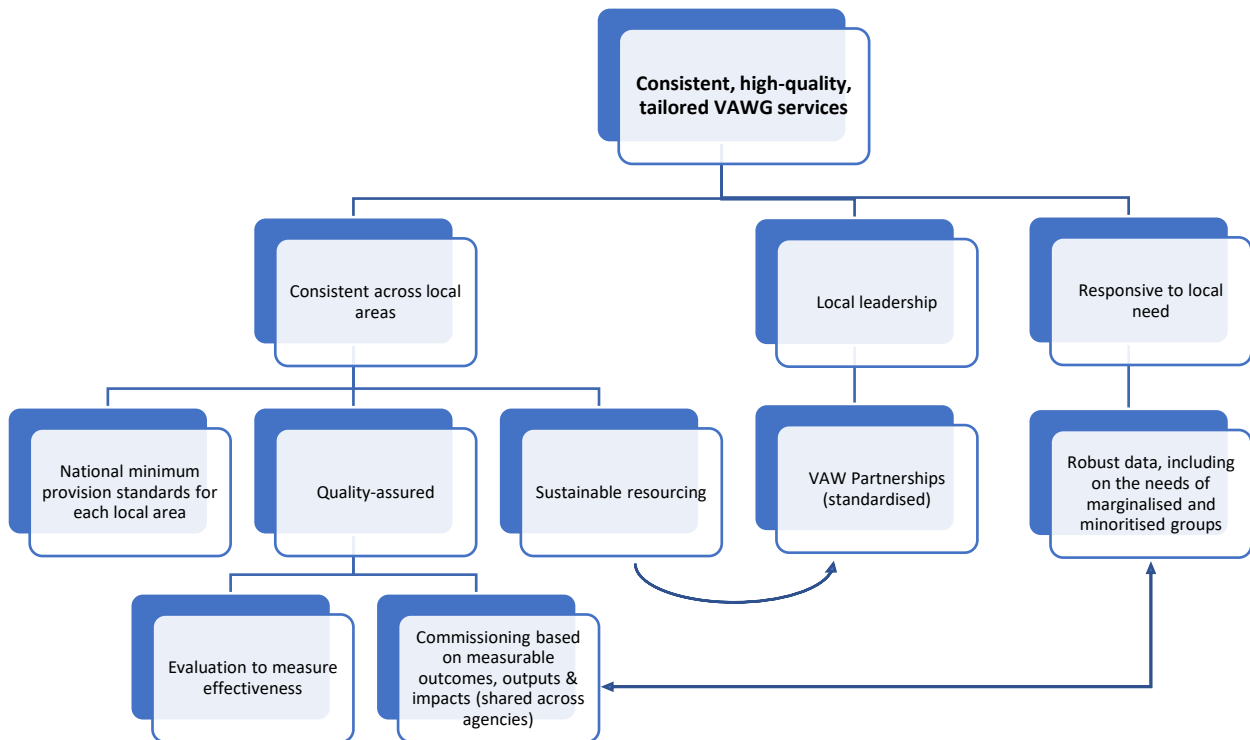 Consistent, high-quality,
tailored VAWG services
Consistent across local
areas
Local leadership
Responsive to local
need
National minimum
provision standards for
each local area
Quality-assured
Sustainable resourcing
VAW Partnerships
(standardised)
Robust data, including
on the needs of
marginalised and
minoritised groups
Evaluation to measure
effectiveness
Commissioning based
on measurable
outcomes, outputs &
impacts (shared across
agencies)